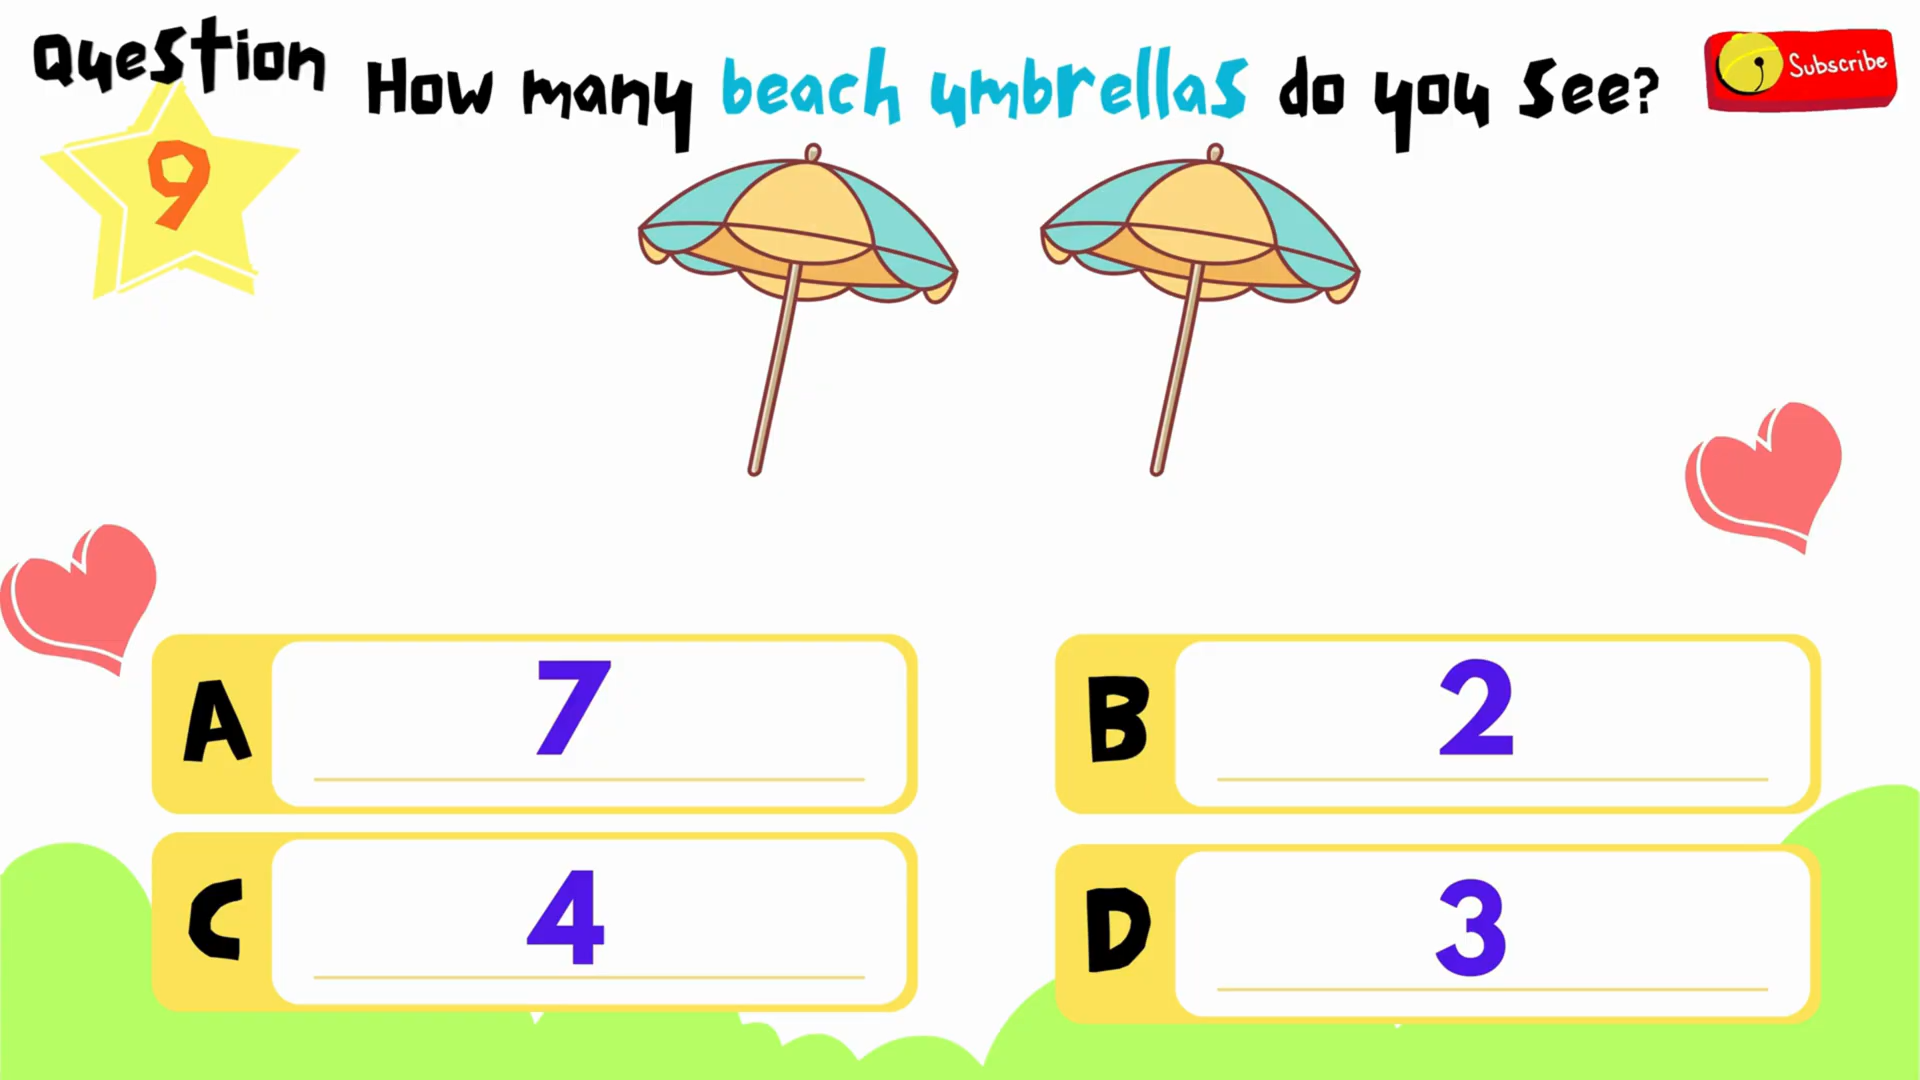 Question
9
How many beach umbrellas do you see?
Subscribe
A 7
B 2
C 4
D 3